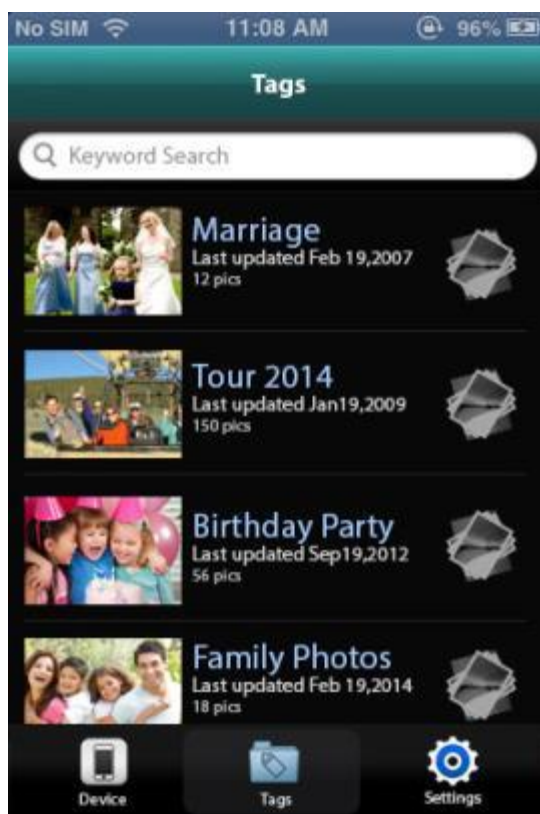 No SIM 11:08 AM 96%
Tags
Keyword Search
Marriage
Last updated Feb 19,2007
12 pics
Tour 2014
Last updated Jan19,2009
150 pics
Birthday Party
Last updated Sep19,2012
56 pics
Family Photos
Last updated Feb 19,2014
18 pics
Device Tags Settings